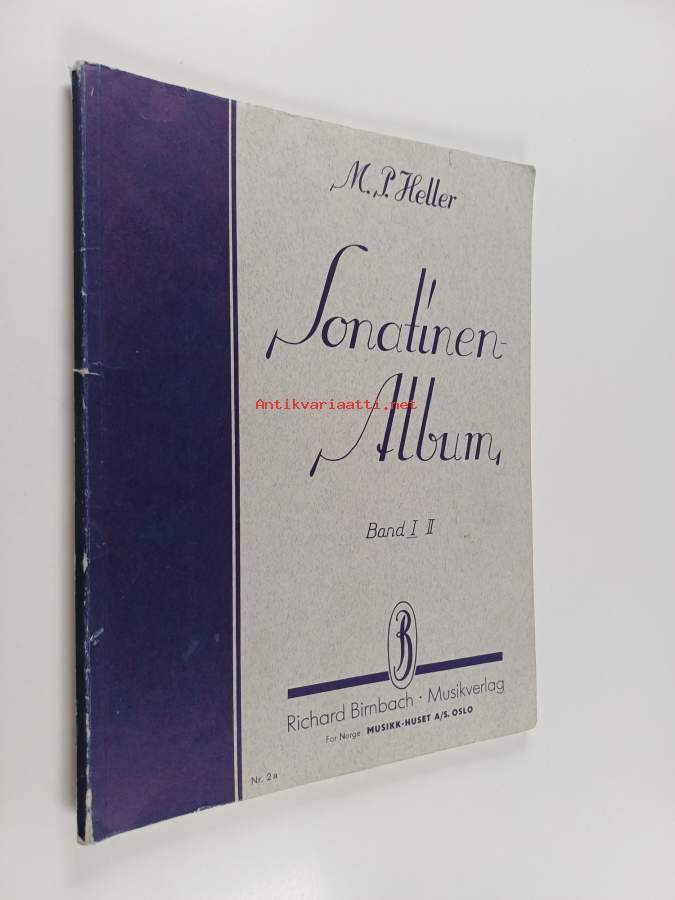 M. P. Heller
Sonatinen-
Antikvariaatti.net
Album
Band I II
B
Richard Birnbach · Musikverlag
For Norge: MUSIKK-HUSET A/S. OSLO
Nr. 2a